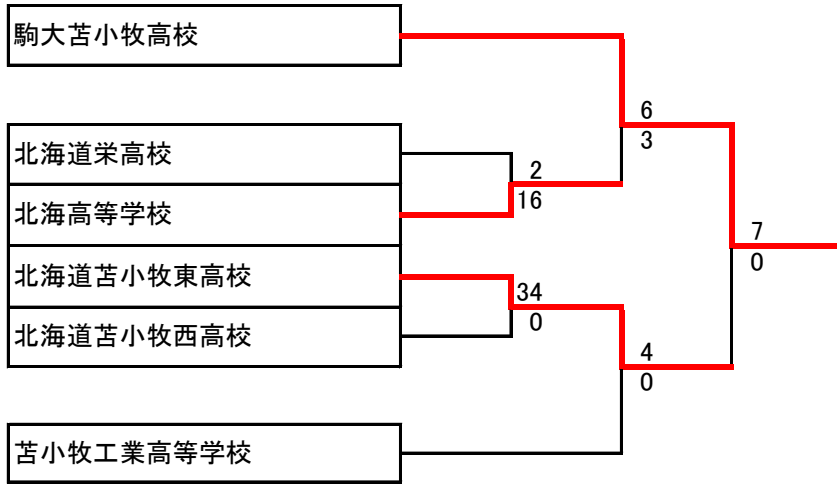 駒大苫小牧高校
6
3
北海道栄高校
2
16
北海高等学校
7
0
北海道苫小牧東高校
34
0
北海道苫小牧西高校
4
0
苫小牧工業高等学校